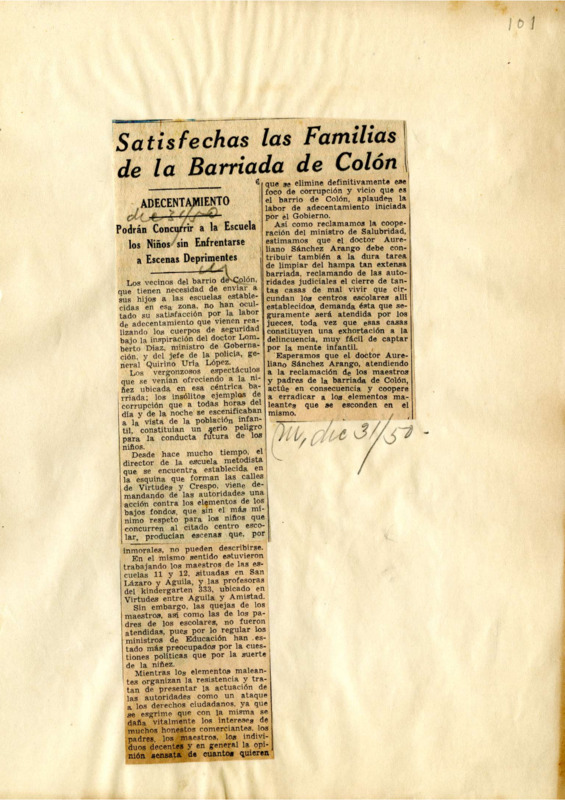 101
Satisfechas las Familias
de la Barriada de Colón
ADECENTAMIENTO
dic 31/50
Podrán Concurrir a la Escuela
los Niños sin Enfrentarse
a Escenas Deprimentes
Los vecinos del barrio de Colón,
que tienen necesidad de enviar a
sus hijos a las escuelas estable-
cidas en esa zona, no han ocul-
tado su satisfacción por la labor
de adecentamiento que vienen rea-
lizando los cuerpos de seguridad
bajo la inspiración del doctor Lom-
berto Díaz, ministro de Goberna-
ción, y del jefe de la policía, ge-
neral Quirino Uría López.
Los vergonzosos espectáculos
que se venían ofreciendo a la ni-
ñez ubicada en esa céntrica ba-
rriada; los insólitos ejemplos de
corrupción que a todas horas del
día y de la noche se escenificaban
a la vista de la población infan-
til, constituían un serio peligro
para la conducta futura de los
niños.
Desde hace mucho tiempo, el
director de la escuela metodista
que se encuentra establecida en
la esquina que forman las calles
de Virtudes y Crespo, viene de-
mandando de las autoridades una
acción contra los elementos de los
bajos fondos, que sin el más mí-
nimo respeto para los niños que
concurren al citado centro esco-
lar, producían escenas que, por
inmorales, no pueden describirse.
En el mismo sentido estuvieron
trabajando los maestros de las es-
cuelas 11 y 12, situadas en San
Lázaro y Aguila, y las profesoras
del kindergarten 333, ubicado en
Virtudes entre Aguila y Amistad.
Sin embargo, las quejas de los
maestros, así como las de los pa-
dres de los escolares, no fueron
atendidas, pues por lo regular los
ministros de Educación han es-
tado más preocupados por la cues-
tiones políticas que por la suerte
de la niñez.
Mientras los elementos malean-
tes organizan la resistencia y tra-
tan de presentar la actuación de
las autoridades como un ataque
a los derechos ciudadanos, ya que
se esgrime que con la misma se
daña vitalmente los intereses de
muchos honestos comerciantes, los
padres, los maestros, los indivi-
duos decentes y en general la opi-
nión sensata de cuantos quieren
que se elimine definitivamente ese
foco de corrupción y vicio que es
el barrio de Colón, aplauden la
labor de adecentamiento iniciada
por el Gobierno.
Así como reclamamos la coope-
ración del ministro de Salubridad,
estimamos que el doctor Aure-
liano Sánchez Arango debe con-
tribuir también a la dura tarea
de limpiar del hampa tan extensa
barriada, reclamando de las auto-
ridades judiciales el cierre de tan-
tas casas de mal vivir que cir-
cundan los centros escolares allí
establecidos, demanda ésta que se-
guramente será atendida por los
jueces, toda vez que esas casas
constituyen una exhortación a la
delincuencia, muy fácil de captar
por la mente infantil.
Esperamos que el doctor Aure-
liano Sánchez Arango, atendiendo
a la reclamación de los maestros
y padres de la barriada de Colón,
actúe en consecuencia y coopere
a erradicar a los elementos ma-
leantes que se esconden en el
mismo.
M, dic 31/50